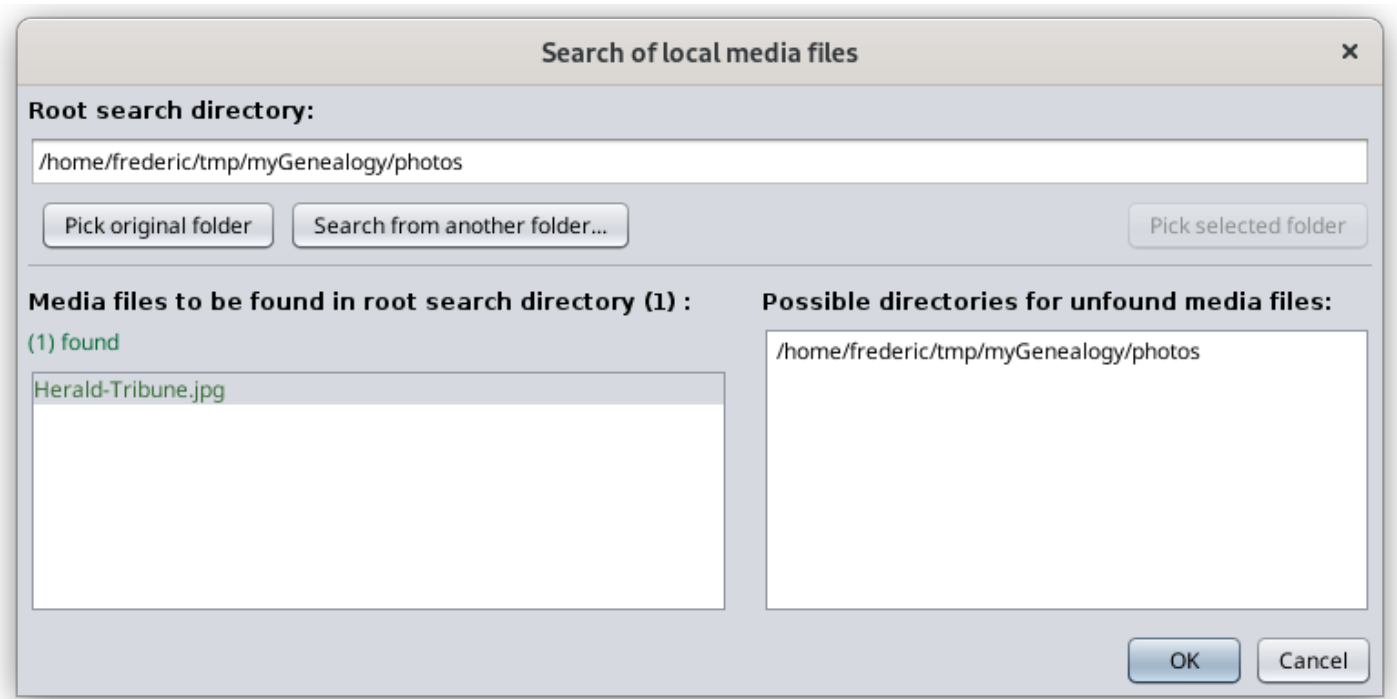 Search of local media files
×
Root search directory:
/home/frederic/tmp/myGenealogy/photos
Pick original folder
Search from another folder...
Pick selected folder
Media files to be found in root search directory (1) :
(1) found
Herald-Tribune.jpg
Possible directories for unfound media files:
/home/frederic/tmp/myGenealogy/photos
OK
Cancel